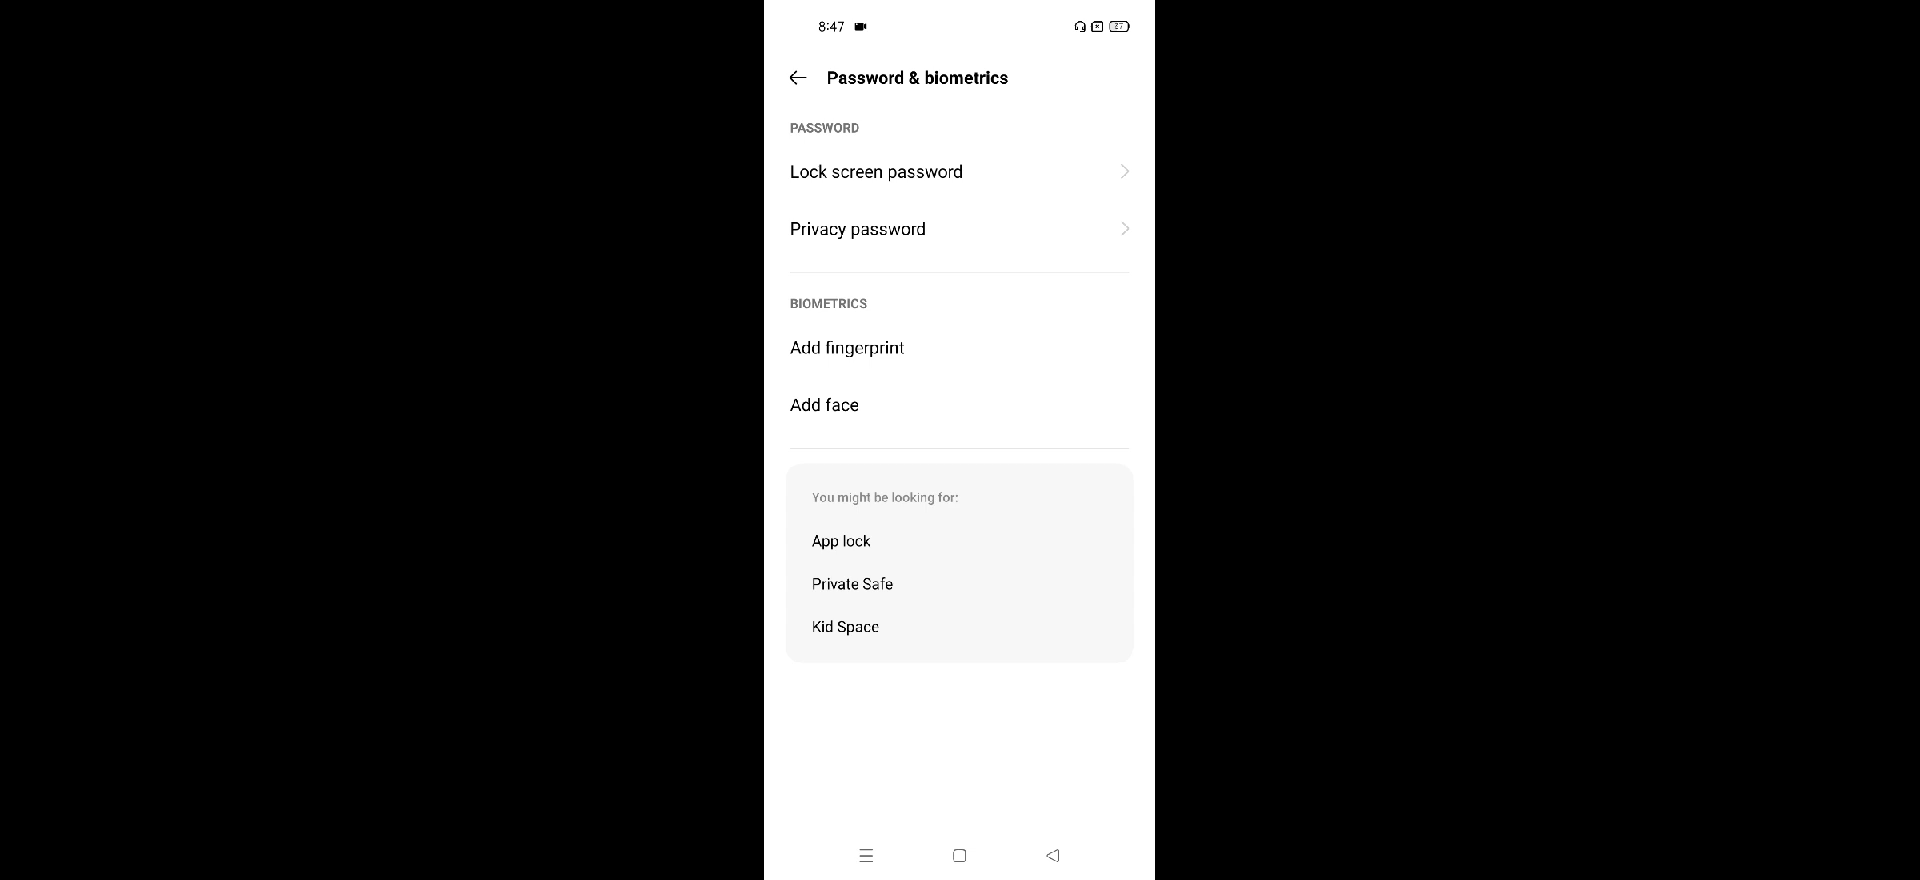 8:47
27
Password & biometrics
PASSWORD
Lock screen password
Privacy password
BIOMETRICS
Add fingerprint
Add face
You might be looking for:
App lock
Private Safe
Kid Space